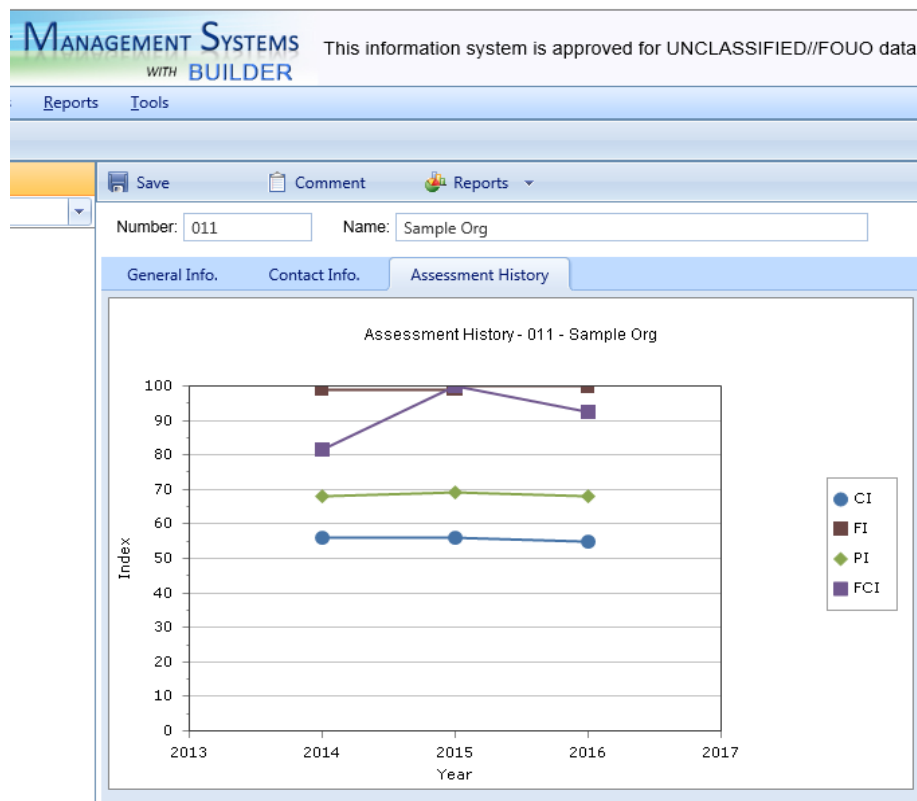 MANAGEMENT SYSTEMS
WITH BUILDER
This information system is approved for UNCLASSIFIED//FOUO data
Reports Tools
Save Comment Reports
Number: 011 Name: Sample Org
General Info. Contact Info. Assessment History
Assessment History - 011 - Sample Org
100
90
80
70
60
50
40
30
20
10
0
Index
2013 2014 2015 2016 2017
Year
CI
FI
PI
FCI